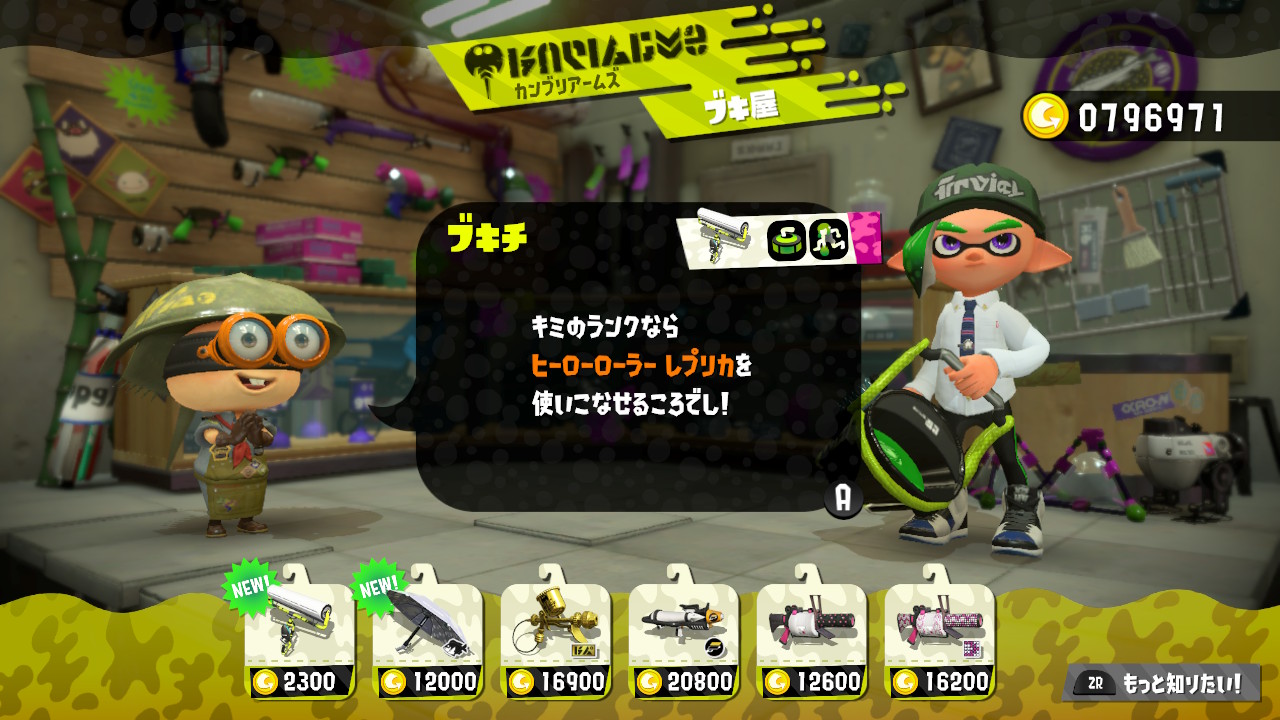 カンブリアームズ
ブキ屋
0796971
ブキチ
キミのランクなら
ヒーローローラー レプリカを
使いこなせるころでし!
A
NEW!
NEW!
2300
12000
16900
20800
12600
16200
ZR もっと知りたい!